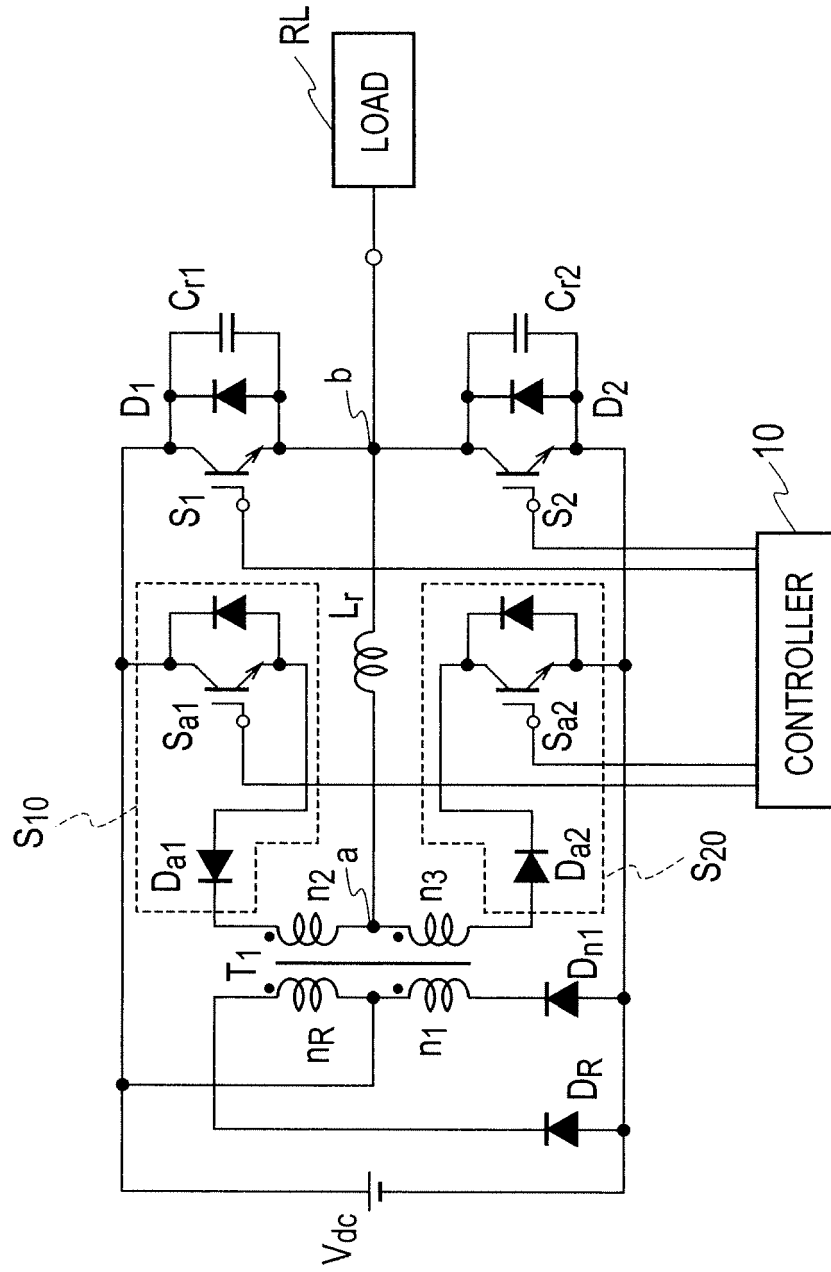 S10
Da1
Sa1
S1
D1
Cr1
T1
nR
n2
a
Lr
b
RL
LOAD
n1
n3
Vdc
DR
Dn1
Da2
Sa2
S2
D2
Cr2
S20
10
CONTROLLER